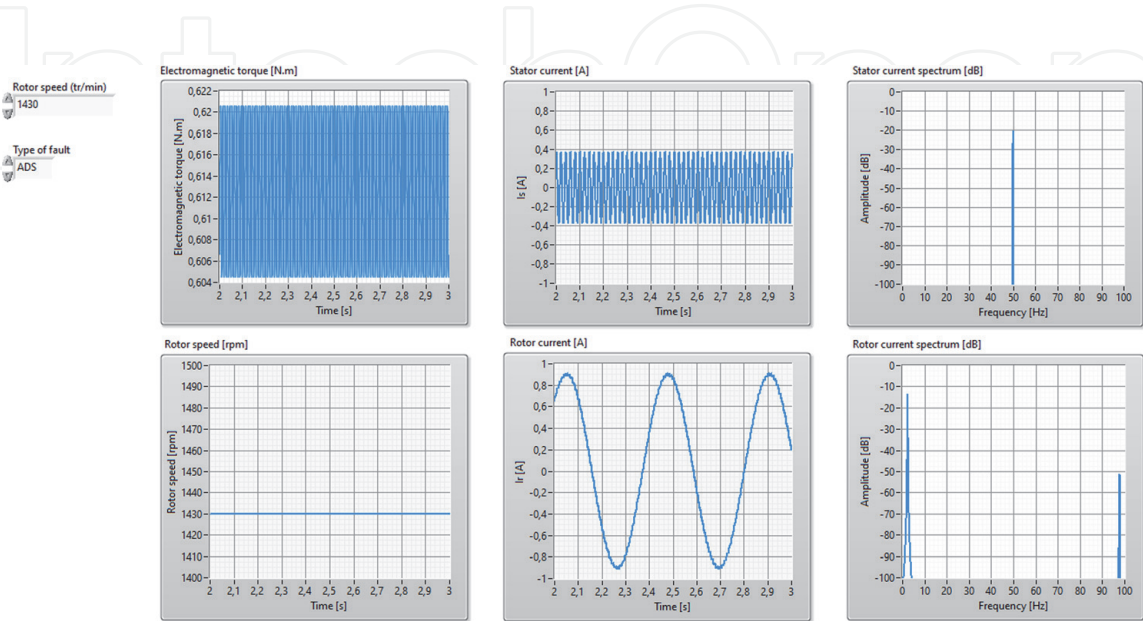 Rotor speed (tr/min)
1430
Type of fault
ADS
Electromagnetic torque [N.m]
Electromagnetic torque [N.m]
0,622
0,62
0,618
0,616
0,614
0,612
0,61
0,608
0,606
0,604
2 2,1 2,2 2,3 2,4 2,5 2,6 2,7 2,8 2,9 3
Time [s]
Stator current [A]
Is [A]
1
0,8
0,6
0,4
0,2
0
-0,2
-0,4
-0,6
-0,8
-1
2 2,1 2,2 2,3 2,4 2,5 2,6 2,7 2,8 2,9 3
Time [s]
Stator current spectrum [dB]
Amplitude [dB]
0
-10
-20
-30
-40
-50
-60
-70
-80
-90
-100
0 10 20 30 40 50 60 70 80 90 100
Frequency [Hz]
Rotor speed [rpm]
Rotor speed [rpm]
1500
1490
1480
1470
1460
1450
1440
1430
1420
1410
1400
2 2,1 2,2 2,3 2,4 2,5 2,6 2,7 2,8 2,9 3
Time [s]
Rotor current [A]
Ir [A]
1
0,8
0,6
0,4
0,2
0
-0,2
-0,4
-0,6
-0,8
-1
2 2,1 2,2 2,3 2,4 2,5 2,6 2,7 2,8 2,9 3
Time [s]
Rotor current spectrum [dB]
Amplitude [dB]
0
-10
-20
-30
-40
-50
-60
-70
-80
-90
-100
0 10 20 30 40 50 60 70 80 90 100
Frequency [Hz]